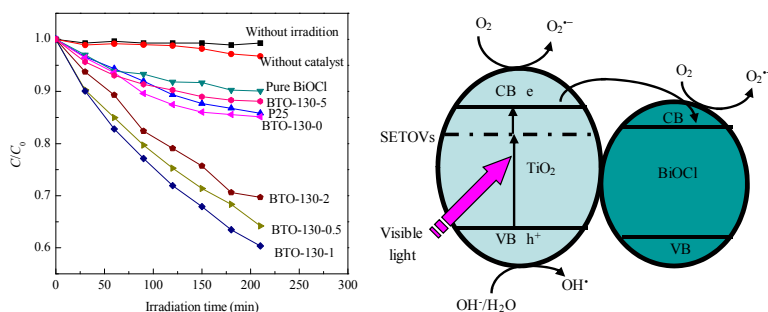 Without irradition
Without catalyst
Pure BiOCl
BTO-130-5
P25
BTO-130-0
BTO-130-2
BTO-130-0.5
BTO-130-1
1.0
0.9
0.8
0.7
0.6
C/C₀
0 50 100 150 200 250 300
Irradiation time (min)
O₂
O₂•−
CB e
SETOVs
TiO₂
Visible
light
VB h⁺
OH⁻/H₂O
OH•
O₂
O₂•−
CB
BiOCl
VB